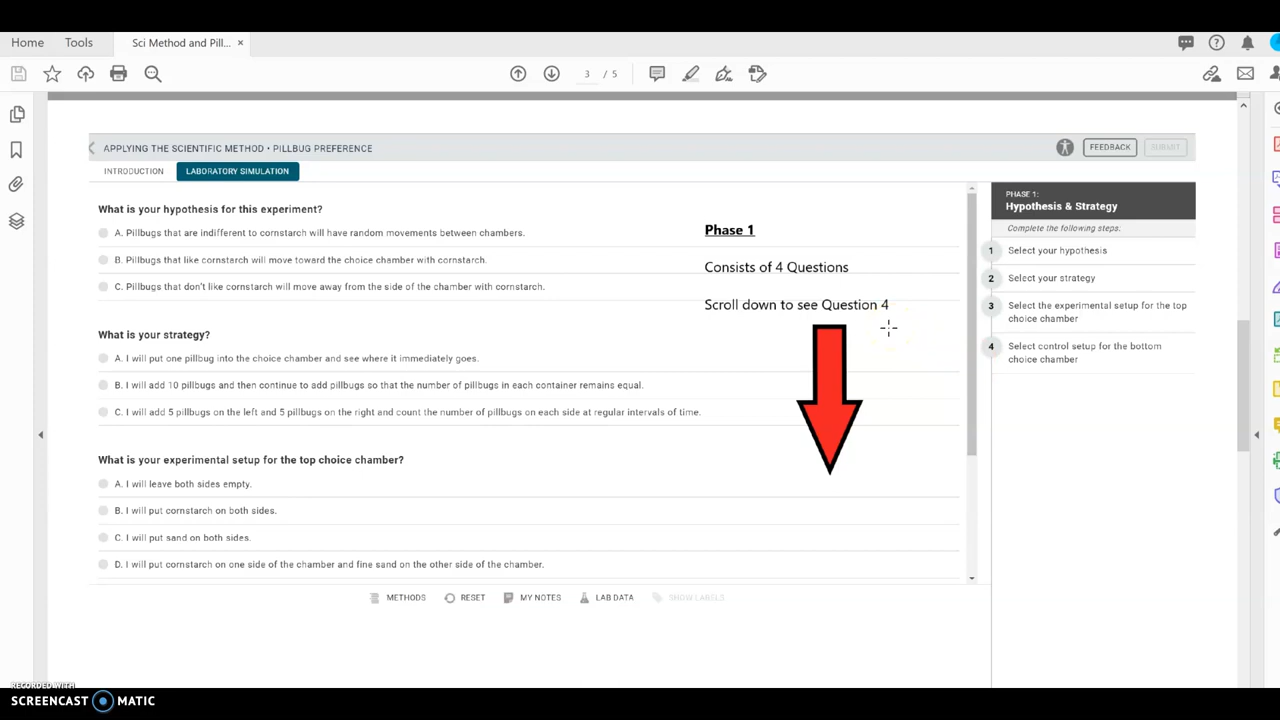 Home Tools Sci Method and Pill... ×
3 / 5
APPLYING THE SCIENTIFIC METHOD • PILLBUG PREFERENCE
FEEDBACK SUBMIT
INTRODUCTION LABORATORY SIMULATION
What is your hypothesis for this experiment?
A. Pillbugs that are indifferent to cornstarch will have random movements between chambers.
B. Pillbugs that like cornstarch will move toward the choice chamber with cornstarch.
C. Pillbugs that don't like cornstarch will move away from the side of the chamber with cornstarch.
What is your strategy?
A. I will put one pillbug into the choice chamber and see where it immediately goes.
B. I will add 10 pillbugs and then continue to add pillbugs so that the number of pillbugs in each container remains equal.
C. I will add 5 pillbugs on the left and 5 pillbugs on the right and count the number of pillbugs on each side at regular intervals of time.
What is your experimental setup for the top choice chamber?
A. I will leave both sides empty.
B. I will put cornstarch on both sides.
C. I will put sand on both sides.
D. I will put cornstarch on one side of the chamber and fine sand on the other side of the chamber.
Phase 1
Consists of 4 Questions
Scroll down to see Question 4
PHASE 1:
Hypothesis & Strategy
Complete the following steps:
1 Select your hypothesis
2 Select your strategy
3 Select the experimental setup for the top
choice chamber
4 Select control setup for the bottom
choice chamber
METHODS RESET MY NOTES LAB DATA SHOW LABELS
RECORDED WITH
SCREENCAST MATIC